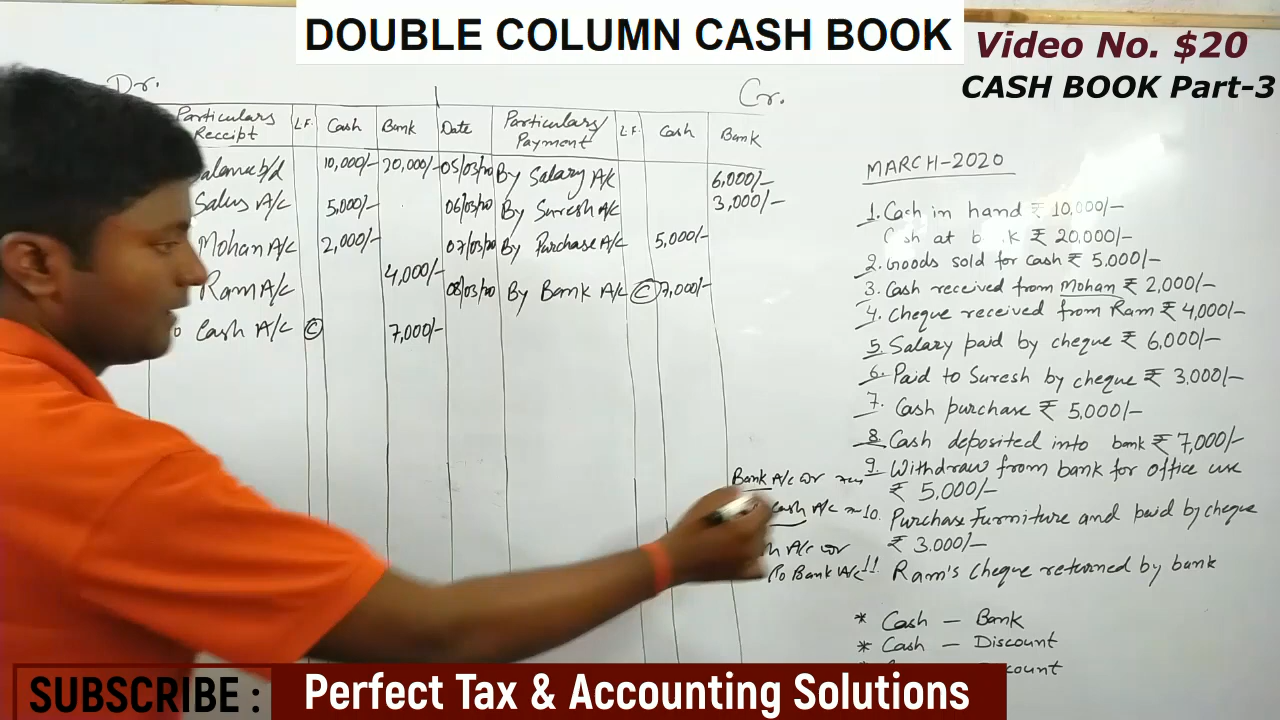 DOUBLE COLUMN CASH BOOK
Video No. $20
CASH BOOK Part-3
Dr.
Cr.
Particulars Receipt L.F. Cash Bank Date Particulars/ Payment L.F. Cash Bank
10,000/- 20,000/- 05/03/20 By Salary A/c 6,000/-
A/c 5,000/- 06/03/20 By Suresh A/c 3,000/-
Mohan A/c 2,000/- 07/03/20 By Purchase A/c 5,000/-
Ram A/c 4,000/- 08/03/20 By Bank A/c C 7,000/-
Cash A/c C 7,000/-
MARCH-2020
1. Cash in hand ₹ 10,000/-
Cash at ₹ 20,000/-
2. Goods sold for cash ₹ 5,000/-
3. Cash received from Mohan ₹ 2,000/-
4. Cheque received from Ram ₹ 4,000/-
5. Salary paid by cheque ₹ 6,000/-
6. Paid to Suresh by cheque ₹ 3,000/-
7. Cash purchase ₹ 5,000/-
8. Cash deposited into bank ₹ 7,000/-
9. Withdraw from bank for office use
₹ 5,000/-
10. Purchase Furniture and paid by cheque
₹ 3.000/-
11. Ram's cheque returned by bank
Bank A/c
Cash A/c
A/c
To Bank A/c
* Cash – Bank
* Cash – Discount
SUBSCRIBE :
Perfect Tax & Accounting Solutions